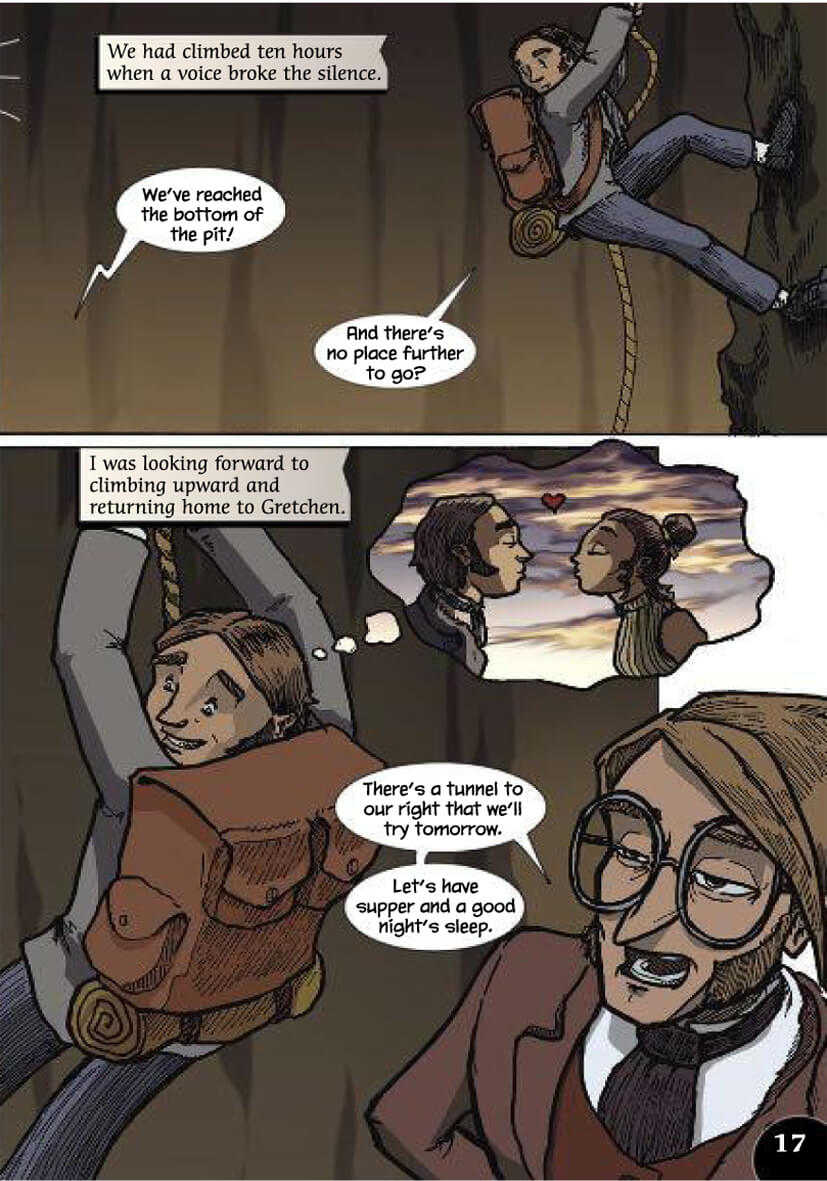 We had climbed ten hours
when a voice broke the silence.
We've reached
the bottom of
the pit!
And there's
no place further
to go?
I was looking forward to
climbing upward and
returning home to Gretchen.
There's a tunnel to
our right that we'll
try tomorrow.
Let's have
supper and a good
night's sleep.
17